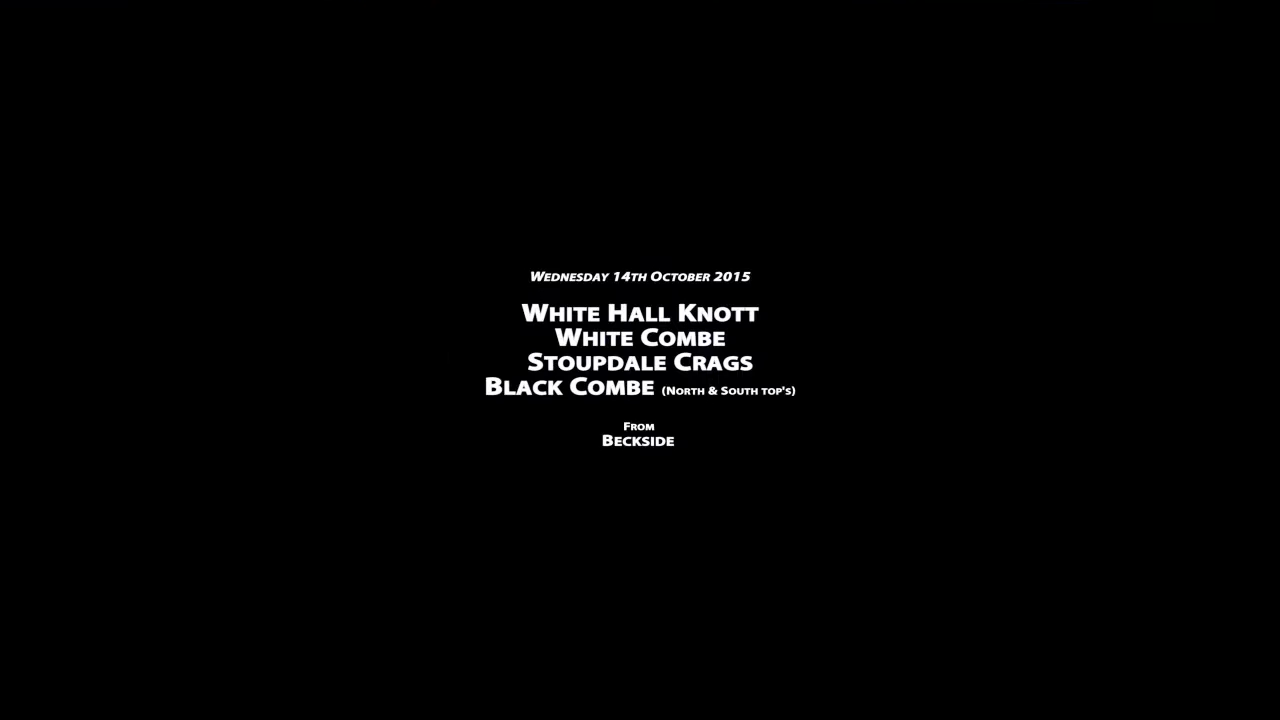 Wednesday 14th October 2015
White Hall Knott
White Combe
Stoupdale Crags
Black Combe (North & South top's)
From
Beckside